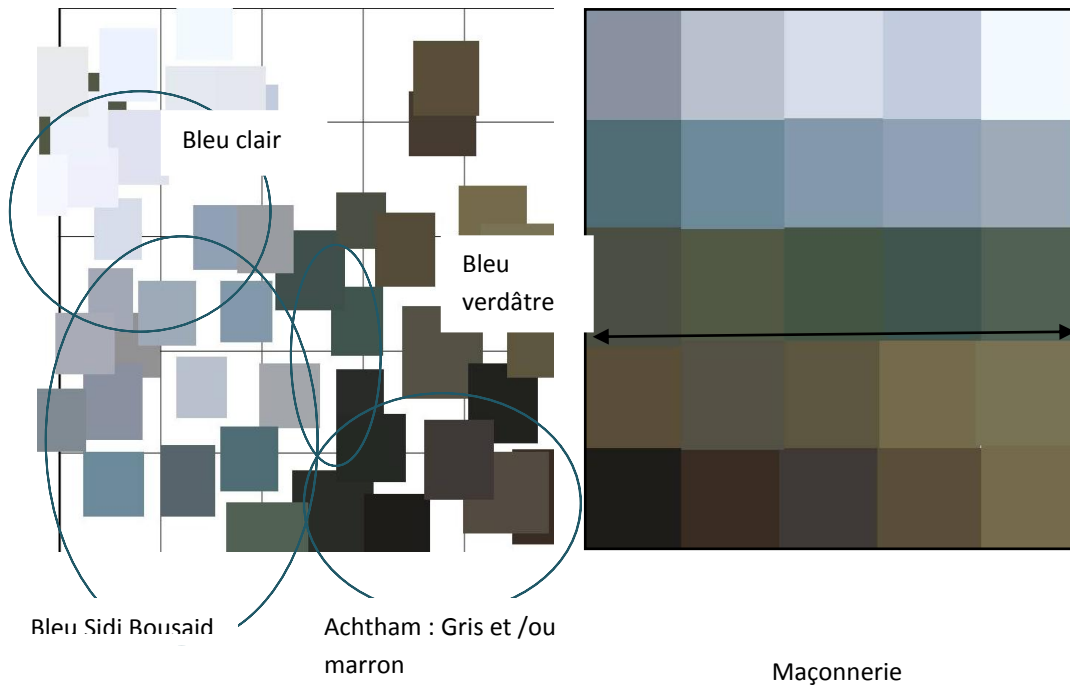 Bleu clair
Bleu
verdâtre
Bleu Sidi Bousaid
Achtham : Gris et /ou
marron
Maçonnerie